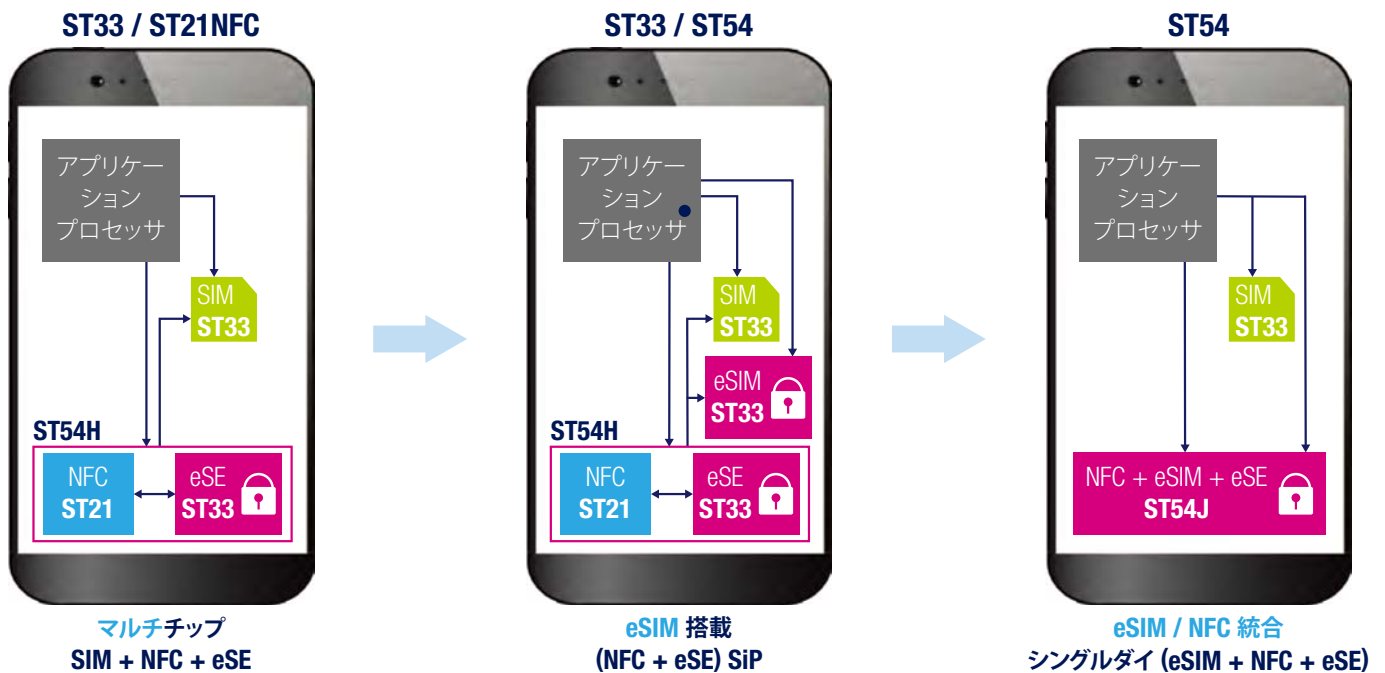 ST33 / ST21NFC
アプリケー
ション
プロセッサ
SIM
ST33
ST54H
NFC
ST21
eSE
ST33
マルチチップ
SIM + NFC + eSE
ST33 / ST54
アプリケー
ション
プロセッサ
SIM
ST33
eSIM
ST33
ST54H
NFC
ST21
eSE
ST33
eSIM 搭載
(NFC + eSE) SiP
ST54
アプリケー
ション
プロセッサ
SIM
ST33
NFC + eSIM + eSE
ST54J
eSIM / NFC 統合
シングルダイ (eSIM + NFC + eSE)